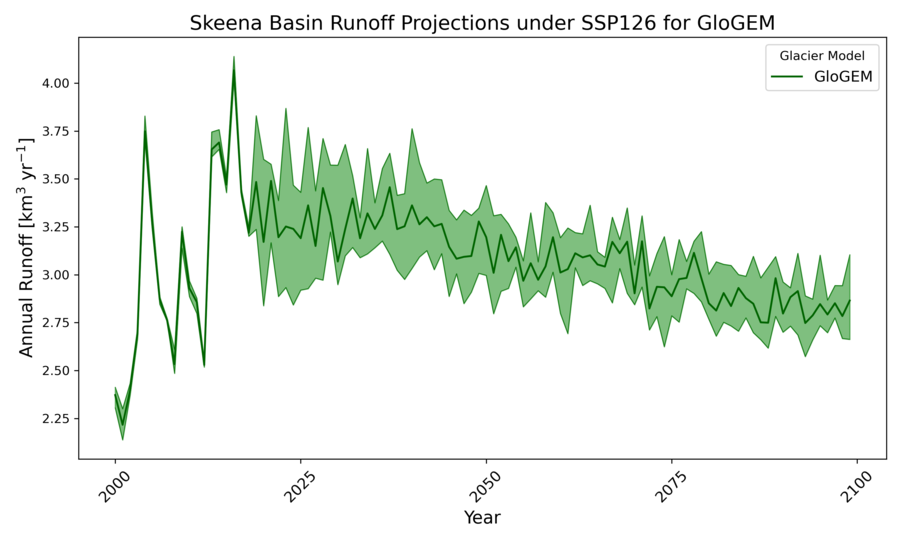 Skeena Basin Runoff Projections under SSP126 for GloGEM
Glacier Model
GloGEM
Annual Runoff [km³ yr⁻¹]
4.00
3.75
3.50
3.25
3.00
2.75
2.50
2.25
2000
2025
2050
2075
2100
Year